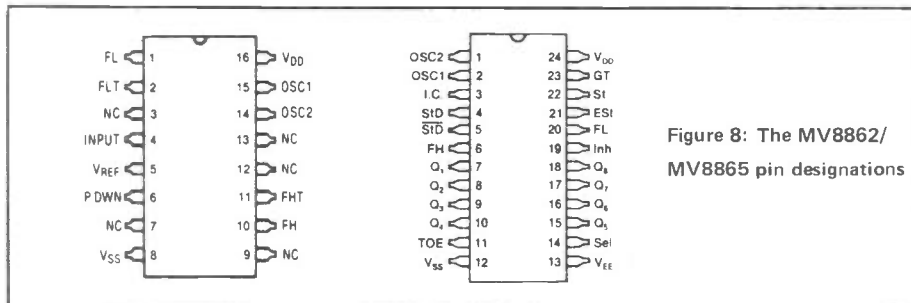 FL 1 16 VDD
FLT 2 15 OSC1
NC 3 14 OSC2
INPUT 4 13 NC
VREF 5 12 NC
PDWN 6 11 FHT
NC 7 10 FH
VSS 8 9 NC
OSC2 1 24 VDD
OSC1 2 23 GT
I.C 3 22 St
StD 4 21 ESt
StD 5 20 FL
FH 6 19 Inh
Q1 7 18 Q8
Q2 8 17 Q7
Q3 9 16 Q6
Q4 10 15 Q5
TOE 11 14 Sel
VSS 12 13 VEE
Figure 8: The MV8862/
MV8865 pin designations